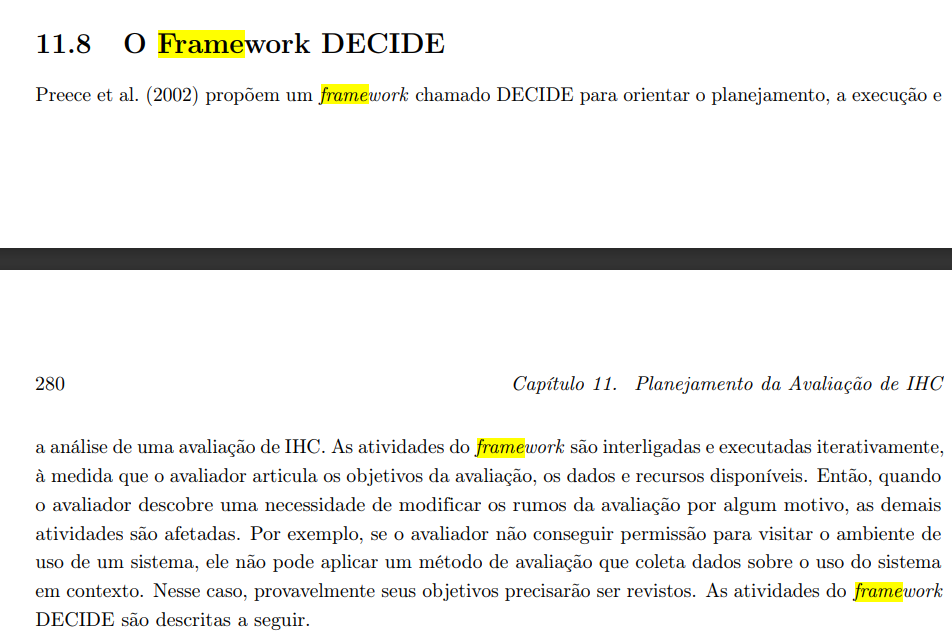 11.8 O Framework DECIDE
Preece et al. (2002) propõem um framework chamado DECIDE para orientar o planejamento, a execução e
280 Capítulo 11. Planejamento da Avaliação de IHC
a análise de uma avaliação de IHC. As atividades do framework são interligadas e executadas iterativamente,
à medida que o avaliador articula os objetivos da avaliação, os dados e recursos disponíveis. Então, quando
o avaliador descobre uma necessidade de modificar os rumos da avaliação por algum motivo, as demais
atividades são afetadas. Por exemplo, se o avaliador não conseguir permissão para visitar o ambiente de
uso de um sistema, ele não pode aplicar um método de avaliação que coleta dados sobre o uso do sistema
em contexto. Nesse caso, provavelmente seus objetivos precisarão ser revistos. As atividades do framework
DECIDE são descritas a seguir.